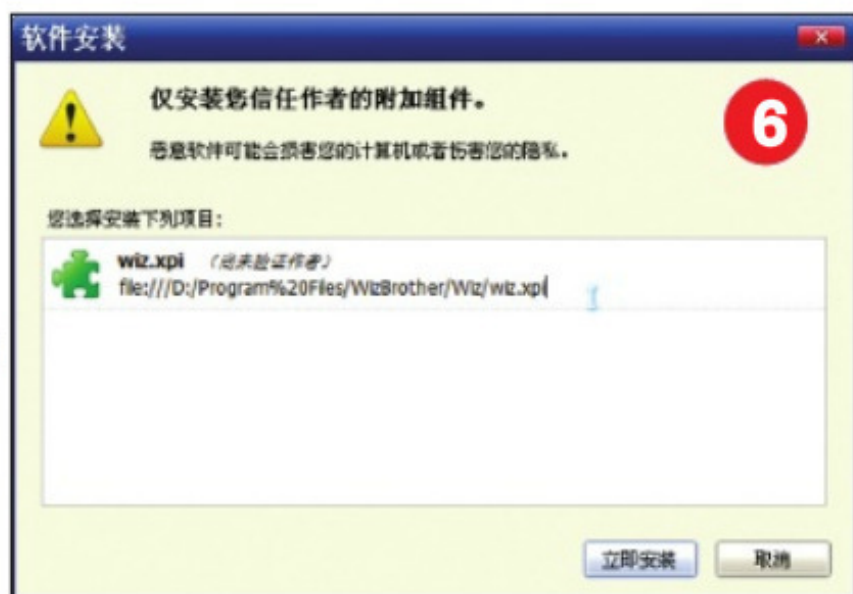 软件安装
仅安装您信任作者的附加组件。
6
恶意软件可能会损害您的计算机或者伤害您的隐私。
您选择安装下列项目：
wiz.xpi （尚未验证作者）
file:///D:/Program%20Files/WizBrother/Wiz/wiz.xpi
立即安装 取消